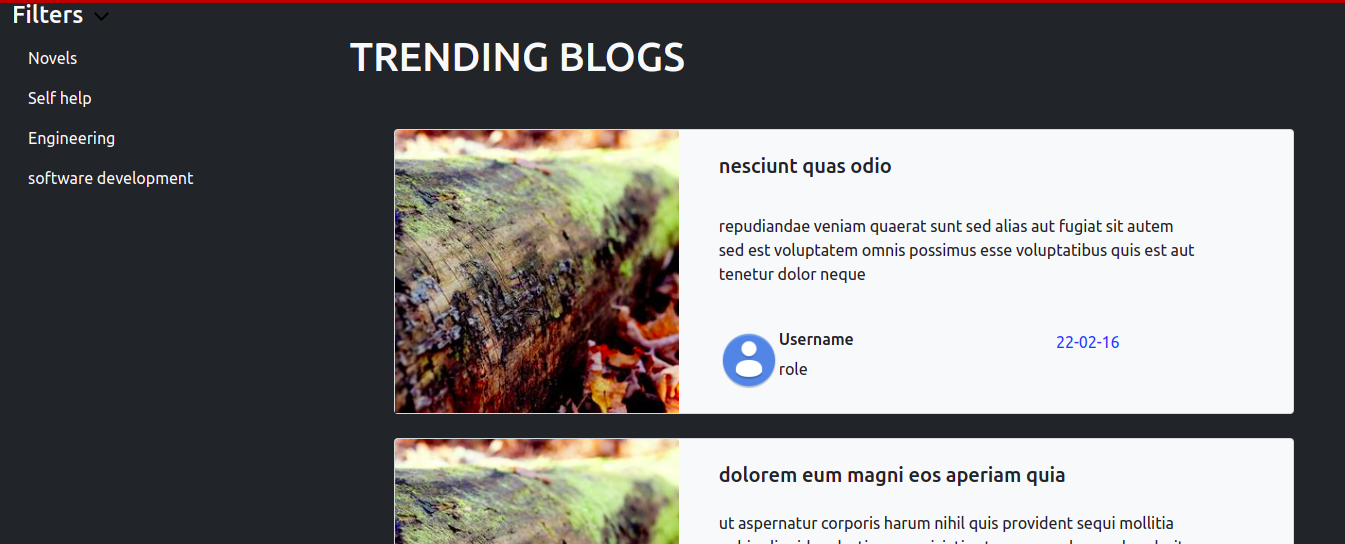 Filters
Novels
Self help
Engineering
software development
TRENDING BLOGS
nesciunt quas odio
repudiandae veniam quaerat sunt sed alias aut fugiat sit autem
sed est voluptatem omnis possimus esse voluptatibus quis est aut
tenetur dolor neque
Username
role
22-02-16
dolorem eum magni eos aperiam quia
ut aspernatur corporis harum nihil quis provident sequi mollitia